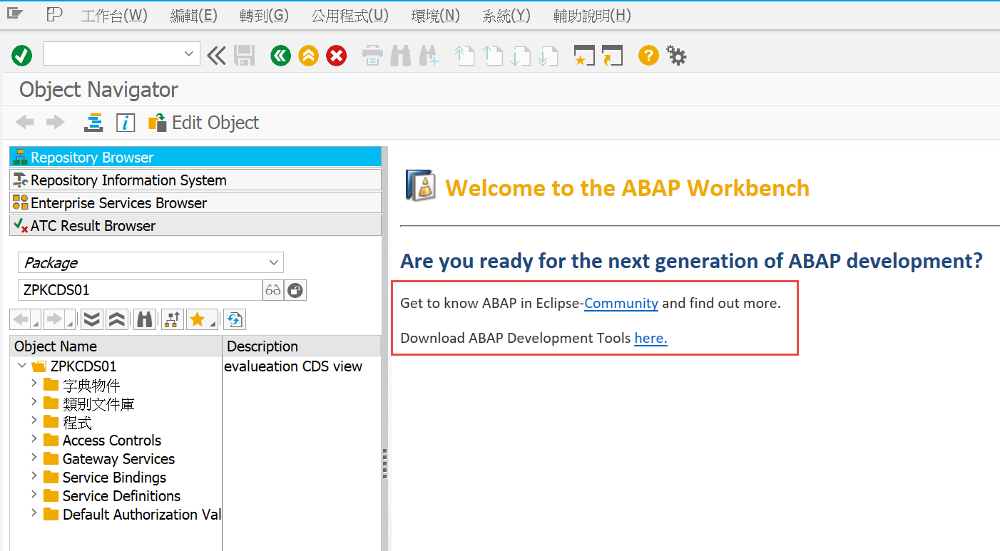 工作台(W) 編輯(E) 轉到(G) 公用程式(U) 環境(N) 系統(Y) 輔助說明(H)
Object Navigator
Edit Object
Repository Browser
Repository Information System
Enterprise Services Browser
ATC Result Browser
Package
ZPKCDS01
Object Name Description
ZPKCDS01 evalueation CDS view
字典物件
類別文件庫
程式
Access Controls
Gateway Services
Service Bindings
Service Definitions
Default Authorization Val
Welcome to the ABAP Workbench
Are you ready for the next generation of ABAP development?
Get to know ABAP in Eclipse-Community and find out more.
Download ABAP Development Tools here.